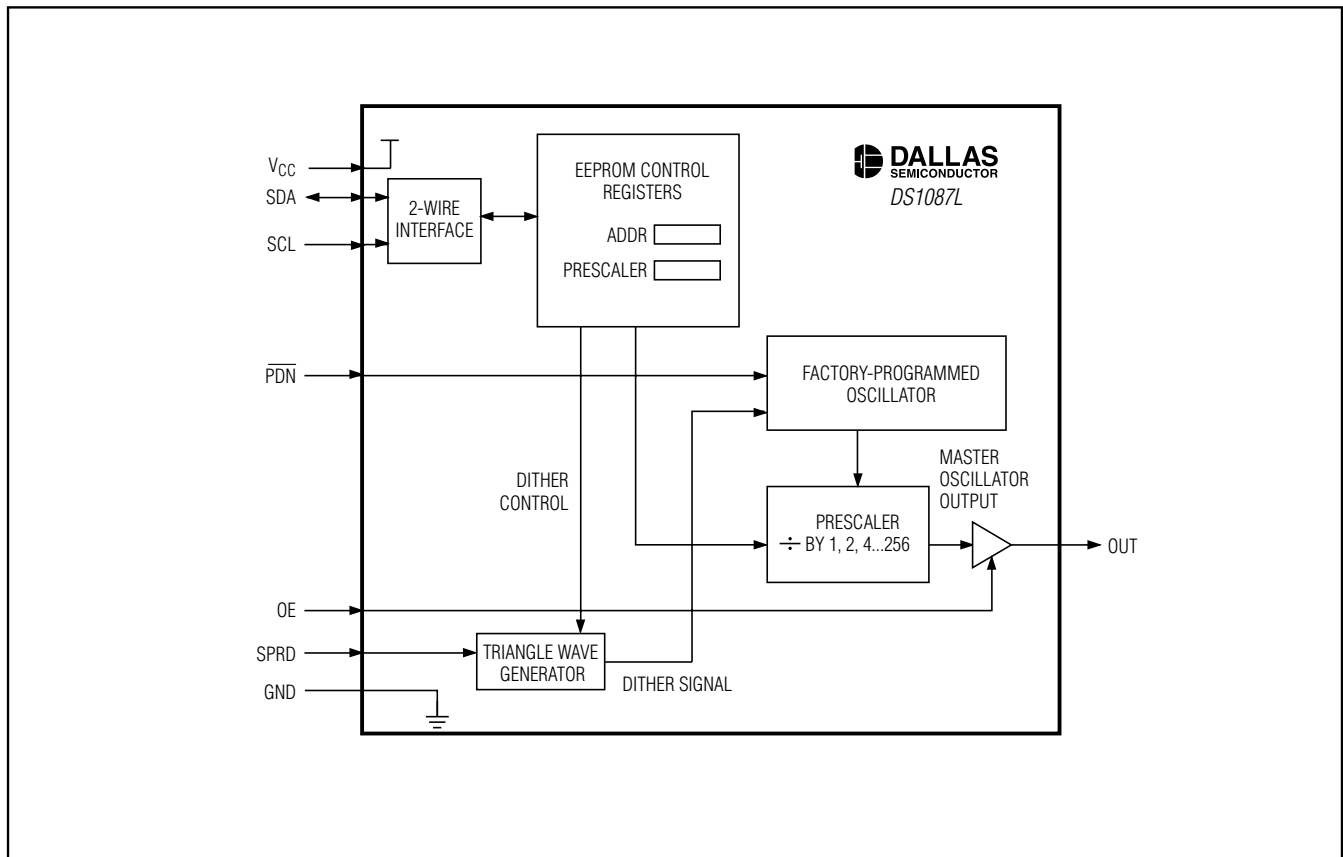 VCC
SDA
SCL
2-WIRE
INTERFACE
EEPROM CONTROL
REGISTERS
ADDR
PRESCALER
DALLAS
SEMICONDUCTOR
DS1087L
PDN
FACTORY-PROGRAMMED
OSCILLATOR
DITHER
CONTROL
MASTER
OSCILLATOR
OUTPUT
PRESCALER
÷ BY 1, 2, 4...256
OUT
OE
SPRD
GND
TRIANGLE WAVE
GENERATOR
DITHER SIGNAL